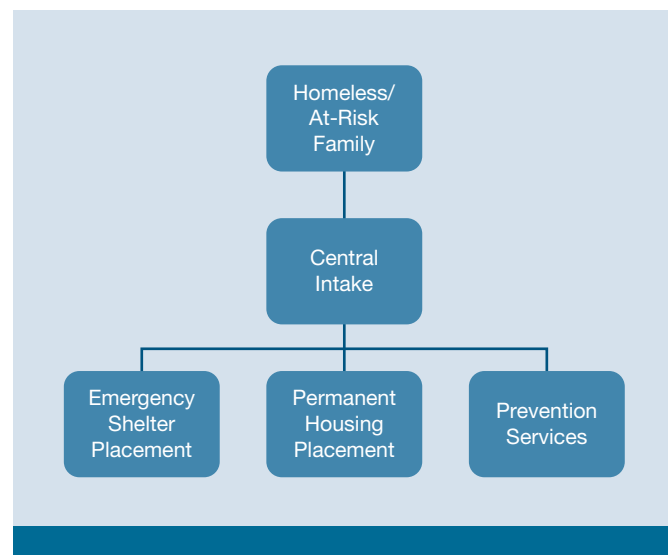 Homeless/
At-Risk
Family
Central
Intake
Emergency
Shelter
Placement
Permanent
Housing
Placement
Prevention
Services